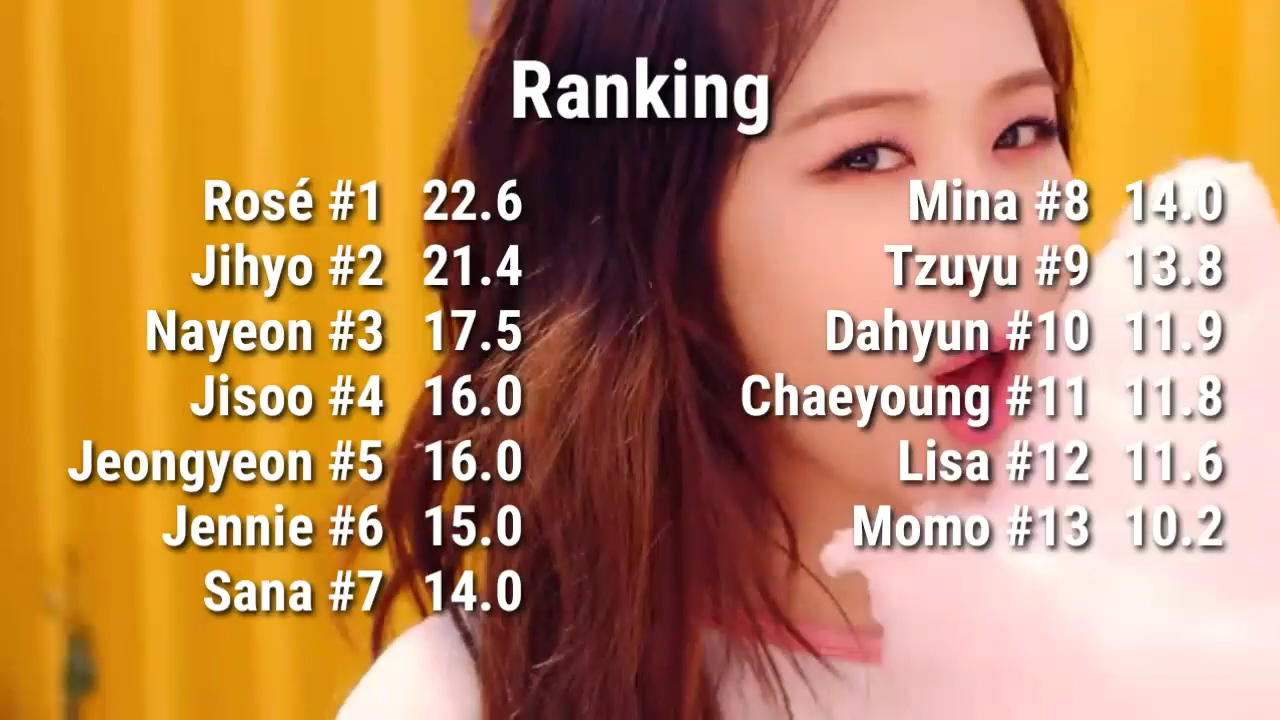 Ranking
Rosé #1 22.6
Jihyo #2 21.4
Nayeon #3 17.5
Jisoo #4 16.0
Jeongyeon #5 16.0
Jennie #6 15.0
Sana #7 14.0
Mina #8 14.0
Tzuyu #9 13.8
Dahyun #10 11.9
Chaeyoung #11 11.8
Lisa #12 11.6
Momo #13 10.2